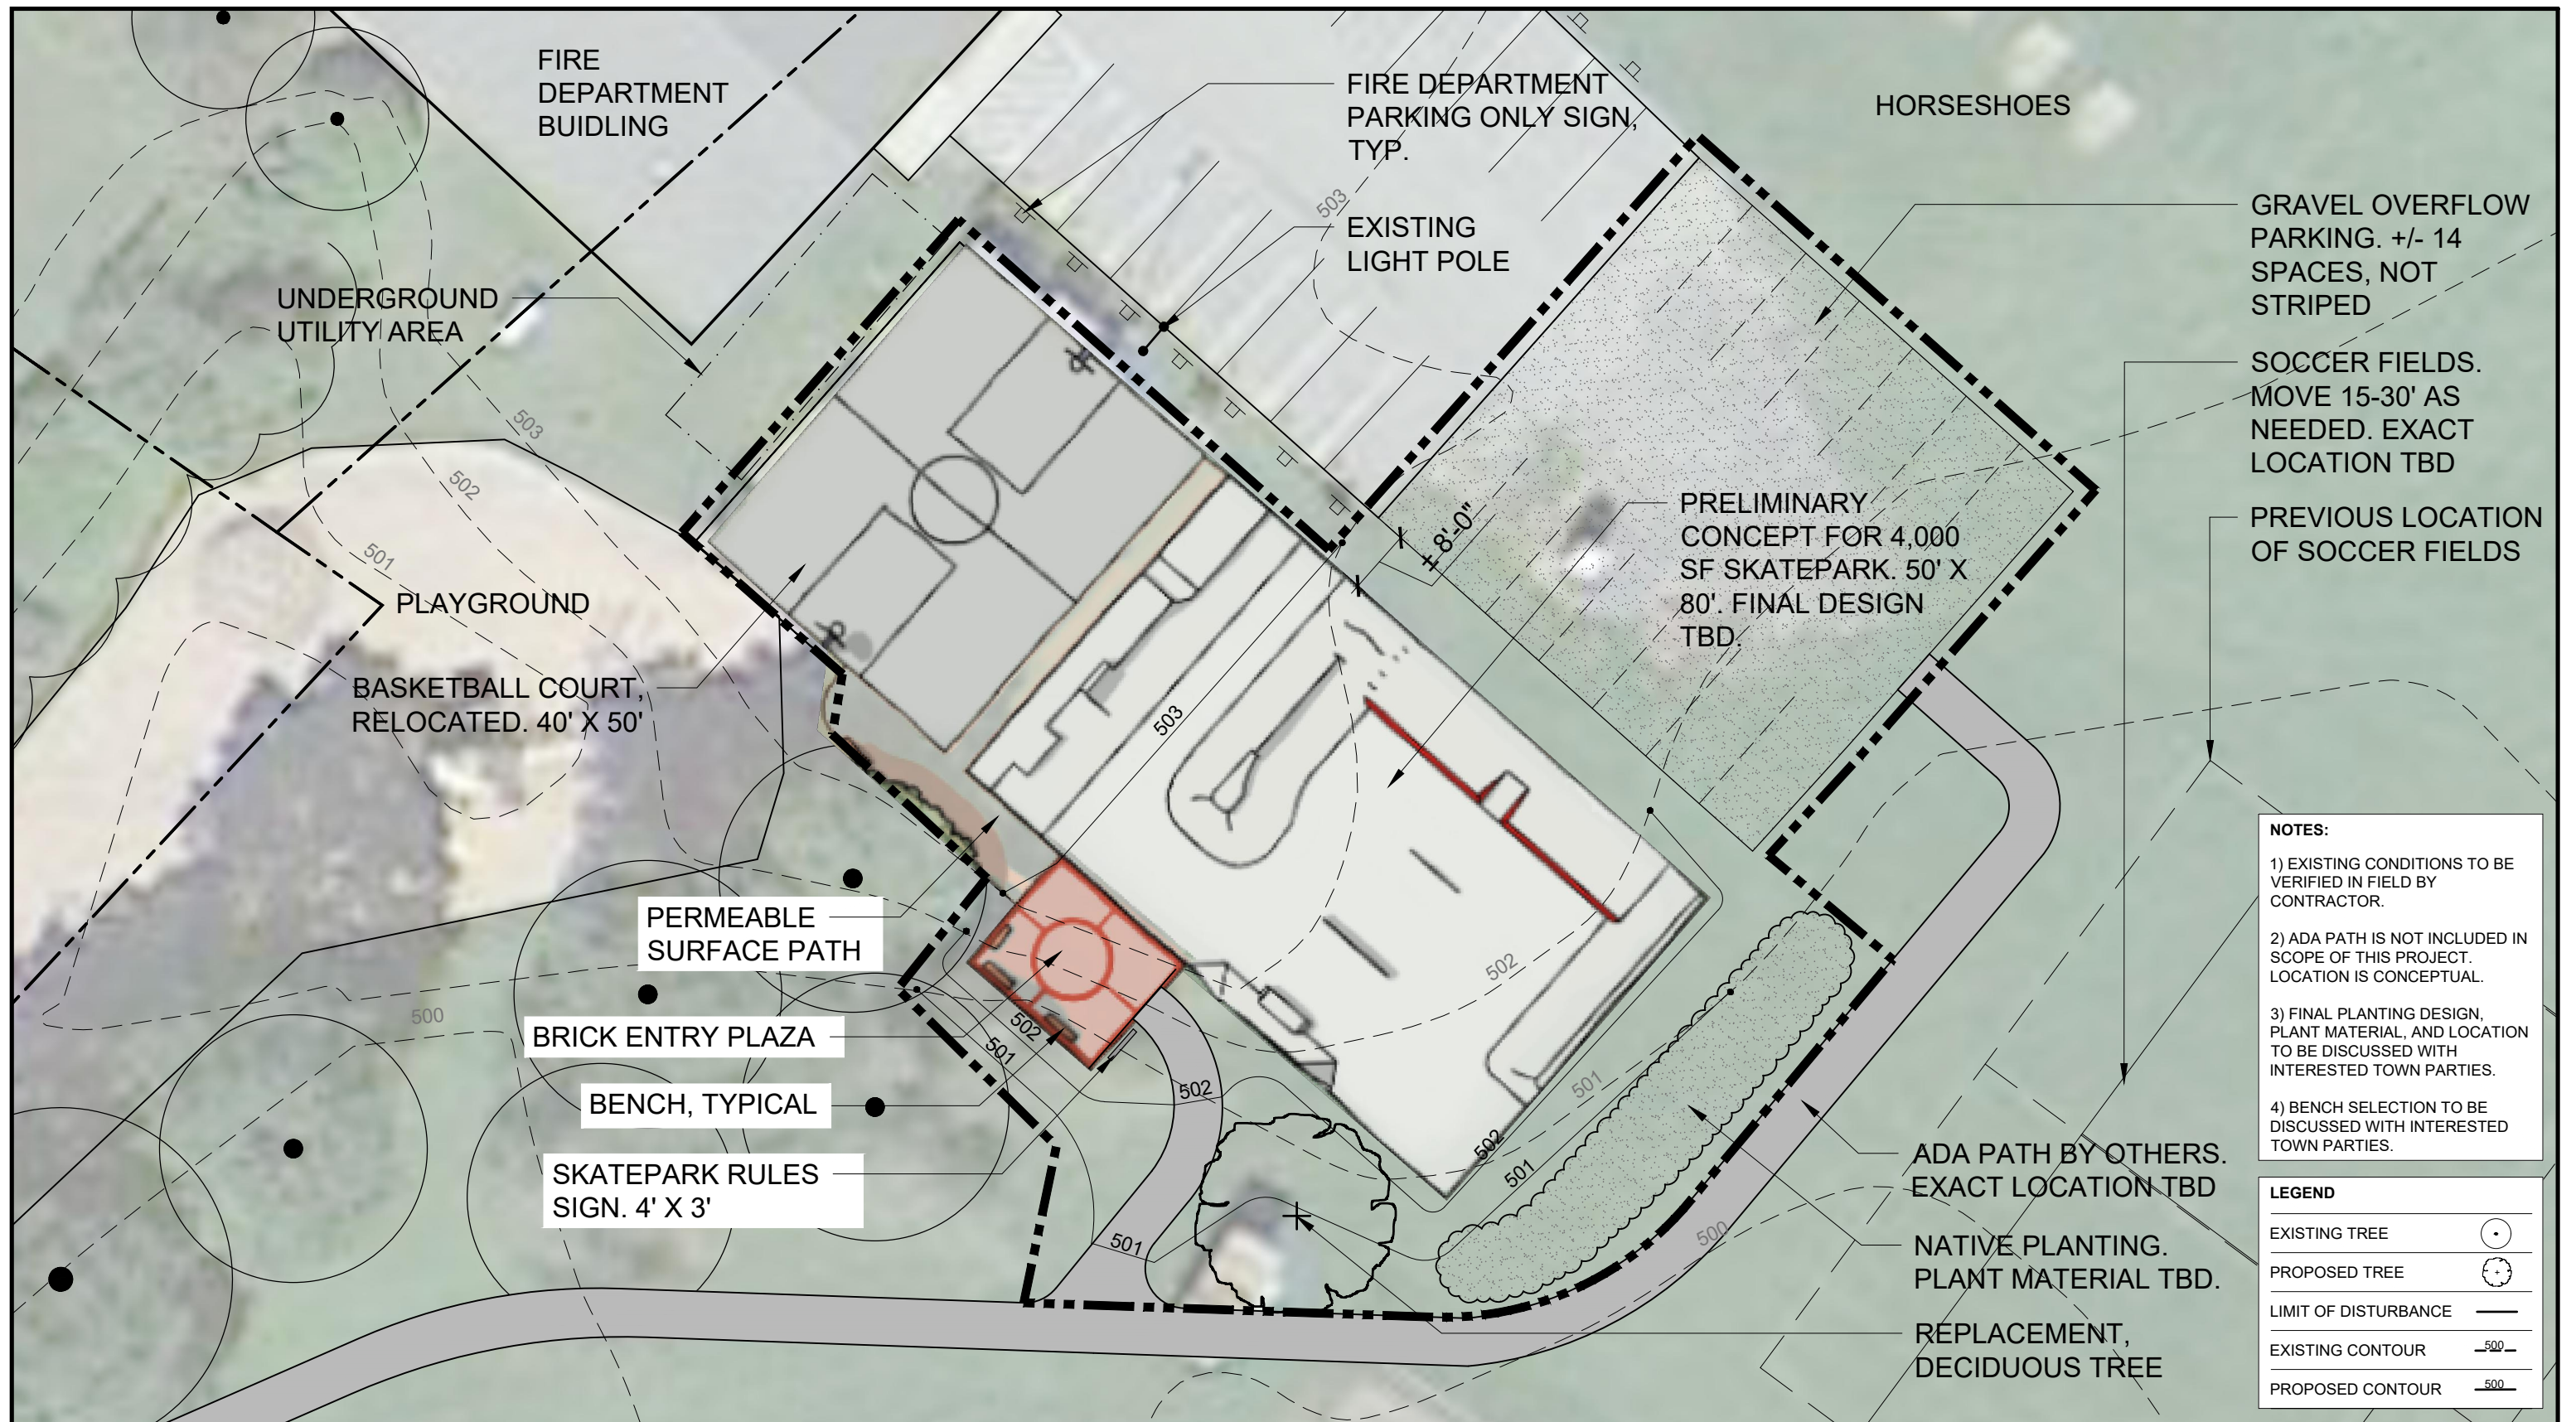 FIRE
DEPARTMENT
BUIDLING
FIRE DEPARTMENT
PARKING ONLY SIGN,
TYP.
HORSESHOES
503
EXISTING
LIGHT POLE
GRAVEL OVERFLOW
PARKING. +/- 14
SPACES, NOT
STRIPED
UNDERGROUND
UTILITY AREA
SOCCER FIELDS.
MOVE 15-30' AS
NEEDED. EXACT
LOCATION TBD
503
502
501
8'-0"
PRELIMINARY
CONCEPT FOR 4,000
SF SKATEPARK. 50' X
80'. FINAL DESIGN
TBD.
PREVIOUS LOCATION
OF SOCCER FIELDS
PLAYGROUND
BASKETBALL COURT,
RELOCATED. 40' X 50'
503
PERMEABLE
SURFACE PATH
502
500
BRICK ENTRY PLAZA
502
501
BENCH, TYPICAL
502
501
SKATEPARK RULES
SIGN. 4' X 3'
502
501
501
500
ADA PATH BY OTHERS.
EXACT LOCATION TBD
NATIVE PLANTING.
PLANT MATERIAL TBD.
REPLACEMENT,
DECIDUOUS TREE
NOTES:
1) EXISTING CONDITIONS TO BE
VERIFIED IN FIELD BY
CONTRACTOR.
2) ADA PATH IS NOT INCLUDED IN
SCOPE OF THIS PROJECT.
LOCATION IS CONCEPTUAL.
3) FINAL PLANTING DESIGN,
PLANT MATERIAL, AND LOCATION
TO BE DISCUSSED WITH
INTERESTED TOWN PARTIES.
4) BENCH SELECTION TO BE
DISCUSSED WITH INTERESTED
TOWN PARTIES.
LEGEND
EXISTING TREE
PROPOSED TREE
LIMIT OF DISTURBANCE
EXISTING CONTOUR 500
PROPOSED CONTOUR 500